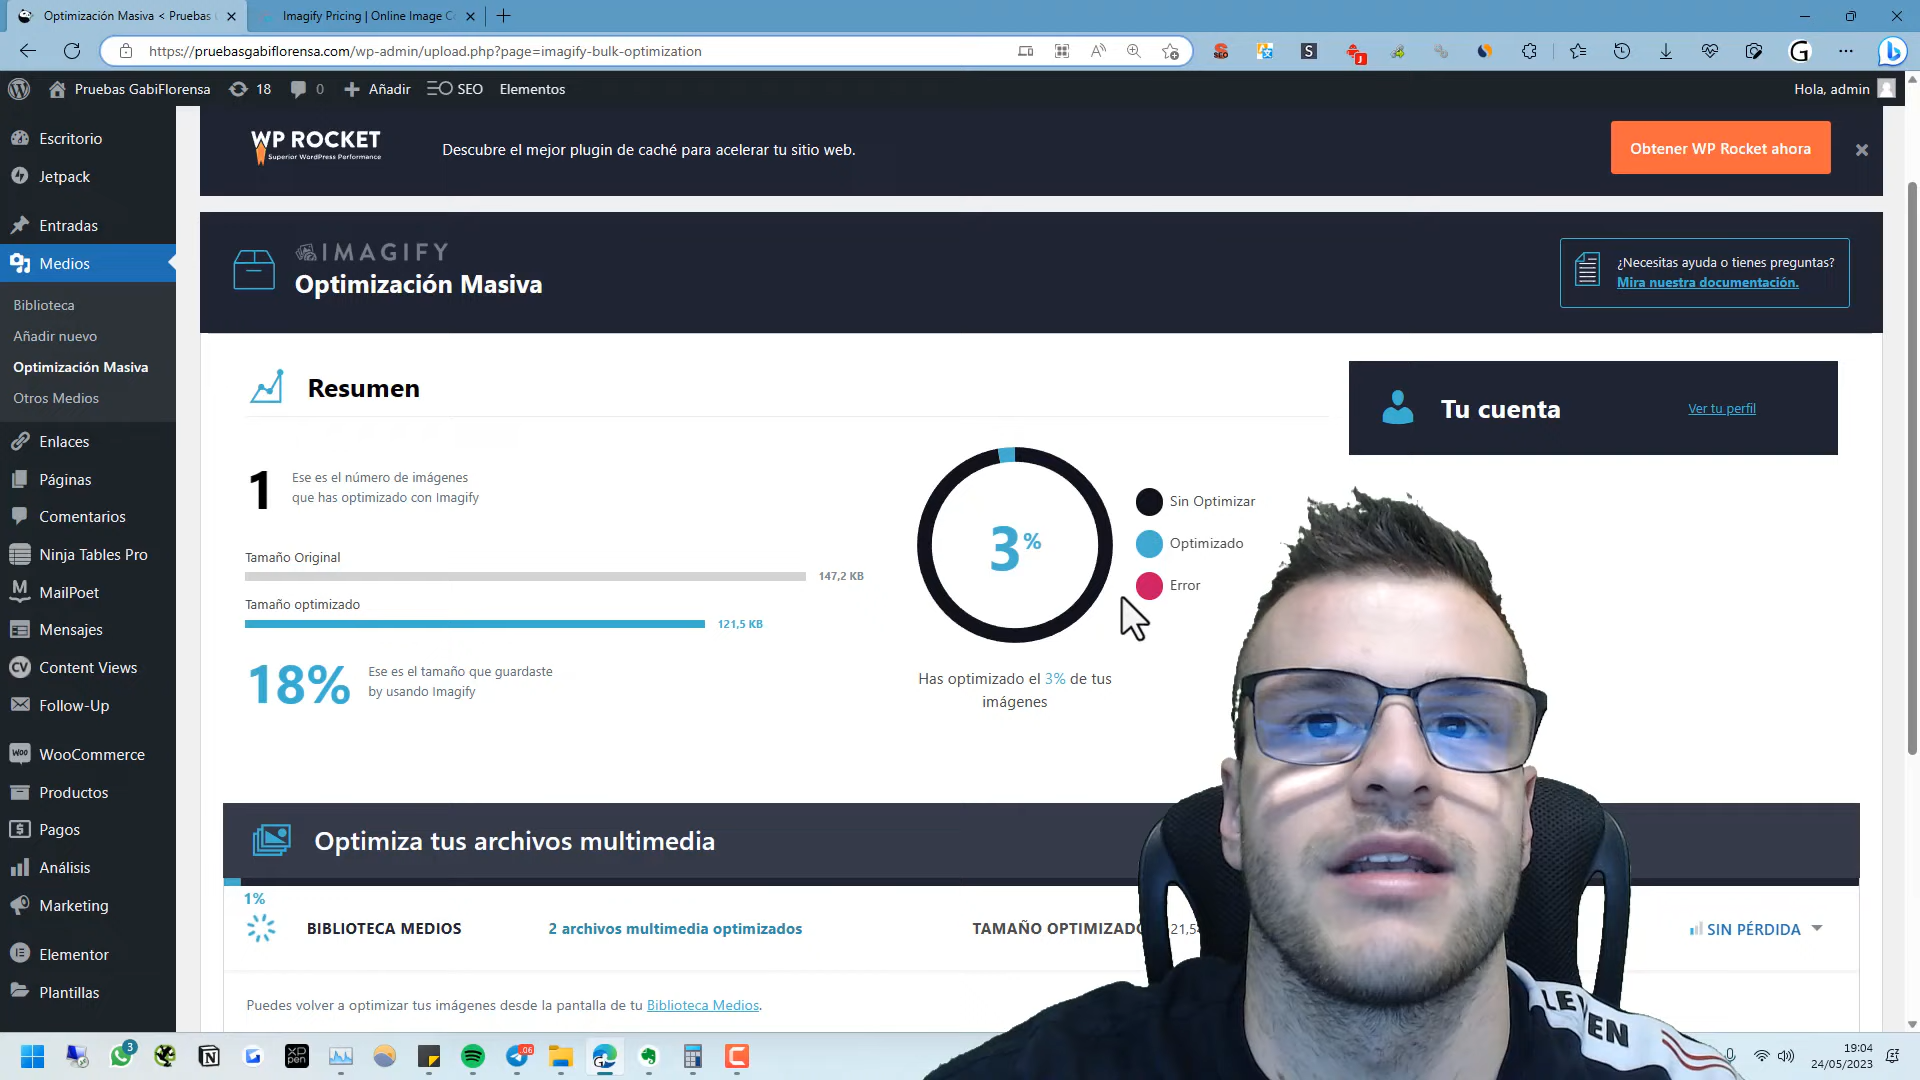 Optimización Masiva < Pruebas
Imagify Pricing | Online Image Co
https://pruebasgabiflorensa.com/wp-admin/upload.php?page=imagify-bulk-optimization
Pruebas GabiFlorensa
18
0
Añadir
SEO
Elementos
Hola, admin
Escritorio
Jetpack
Entradas
Medios
Biblioteca
Añadir nuevo
Optimización Masiva
Otros Medios
Enlaces
Páginas
Comentarios
Ninja Tables Pro
MailPoet
Mensajes
Content Views
Follow-Up
WooCommerce
Productos
Pagos
Análisis
Marketing
Elementor
Plantillas
WP ROCKET
Superior WordPress Performance
Descubre el mejor plugin de caché para acelerar tu sitio web.
Obtener WP Rocket ahora
IMAGIFY
Optimización Masiva
¿Necesitas ayuda o tienes preguntas?
Mira nuestra documentación.
Resumen
Tu cuenta
Ver tu perfil
1
Ese es el número de imágenes
que has optimizado con Imagify
Tamaño Original
147,2 KB
Tamaño optimizado
121,5 KB
18%
Ese es el tamaño que guardaste
by usando Imagify
3%
Sin Optimizar
Optimizado
Error
Has optimizado el 3% de tus
imágenes
Optimiza tus archivos multimedia
1%
BIBLIOTECA MEDIOS
2 archivos multimedia optimizados
TAMAÑO OPTIMIZADO
21,5
SIN PÉRDIDA
Puedes volver a optimizar tus imágenes desde la pantalla de tu Biblioteca Medios.
19:04
24/05/2023